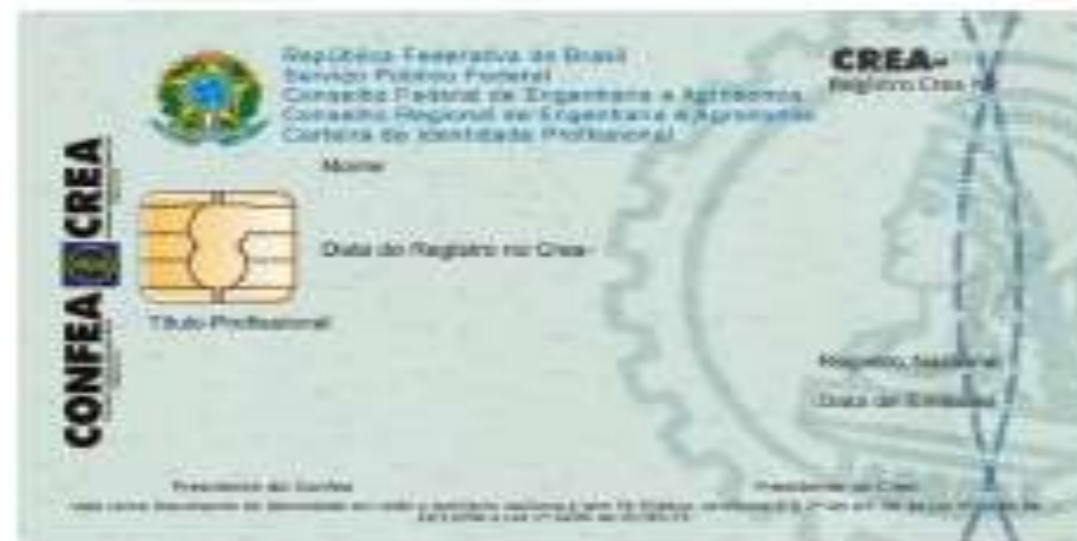 República Federativa do Brasil
Serviço Público Federal
Conselho Federal de Engenharia e Agronomia
Conselho Regional de Engenharia e Agronomia
Carteira de Identidade Profissional
CREA-
Registro Crea nº
Nome
CONFEA CREA
Data do Registro no Crea-
Título Profissional
Registro Nacional
Data de Emissão
Presidente do Confea
Presidente do Crea